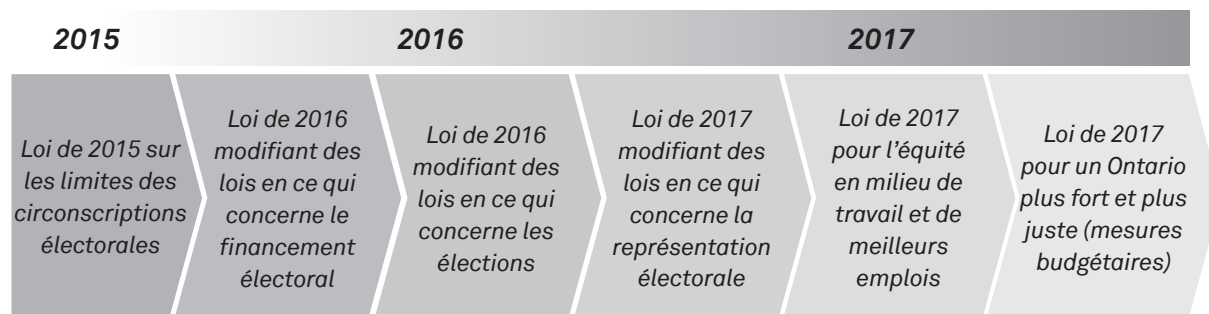 2015 2016 2017
Loi de 2015 sur
les limites des
circonscriptions
électorales
Loi de 2016
modifiant des
lois en ce qui
concerne le
financement
électoral
Loi de 2016
modifiant des
lois en ce qui
concerne les
élections
Loi de 2017
modifiant des
lois en ce qui
concerne la
représentation
électorale
Loi de 2017
pour l’équité
en milieu de
travail et de
meilleurs
emplois
Loi de 2017
pour un Ontario
plus fort et plus
juste (mesures
budgétaires)